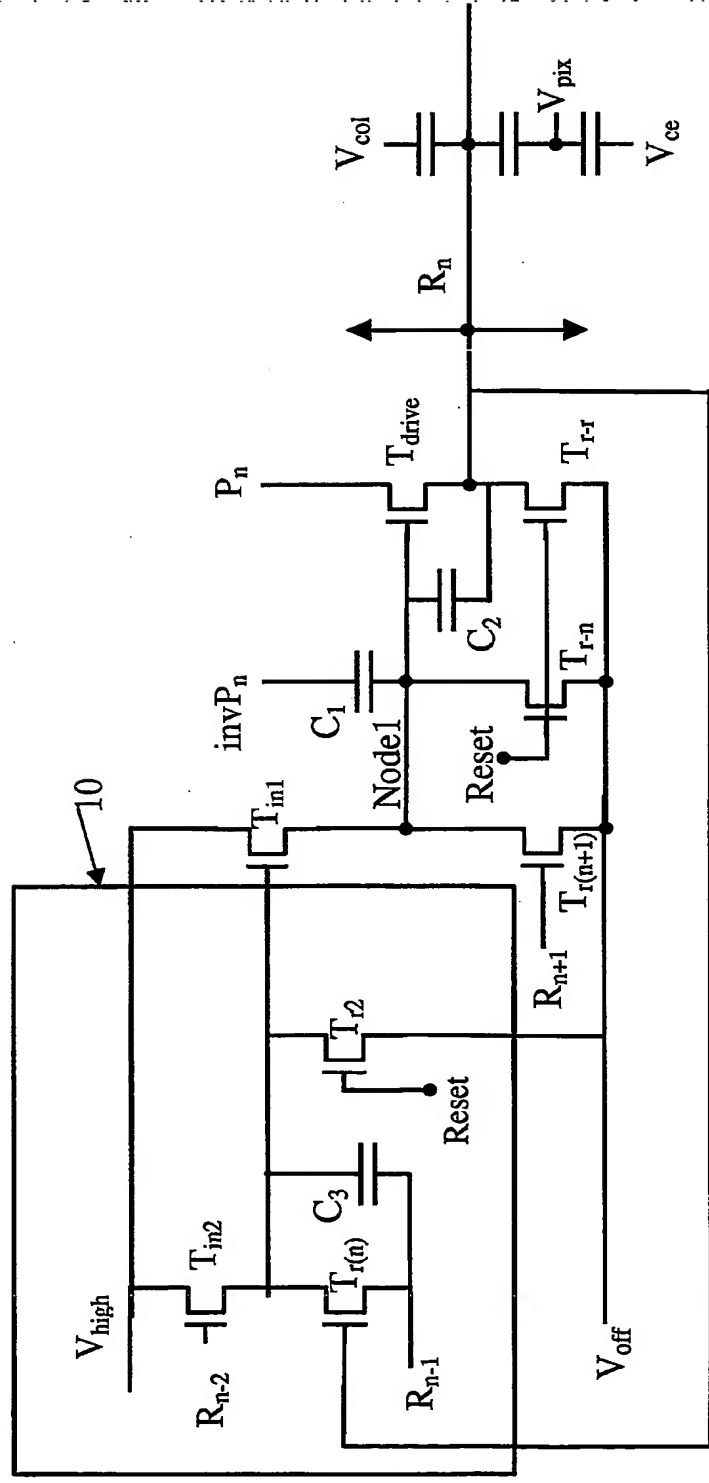 10
V_high
T_in2
R_n-2
T_r(n)
R_n-1
C_3
T_r2
Reset
T_in1
invP_n
C_1
Node1
P_n
T_drive
C_2
R_n
V_col
V_pix
V_ce
Reset
T_r-n
T_r-r
R_n+1
T_r(n+1)
V_off